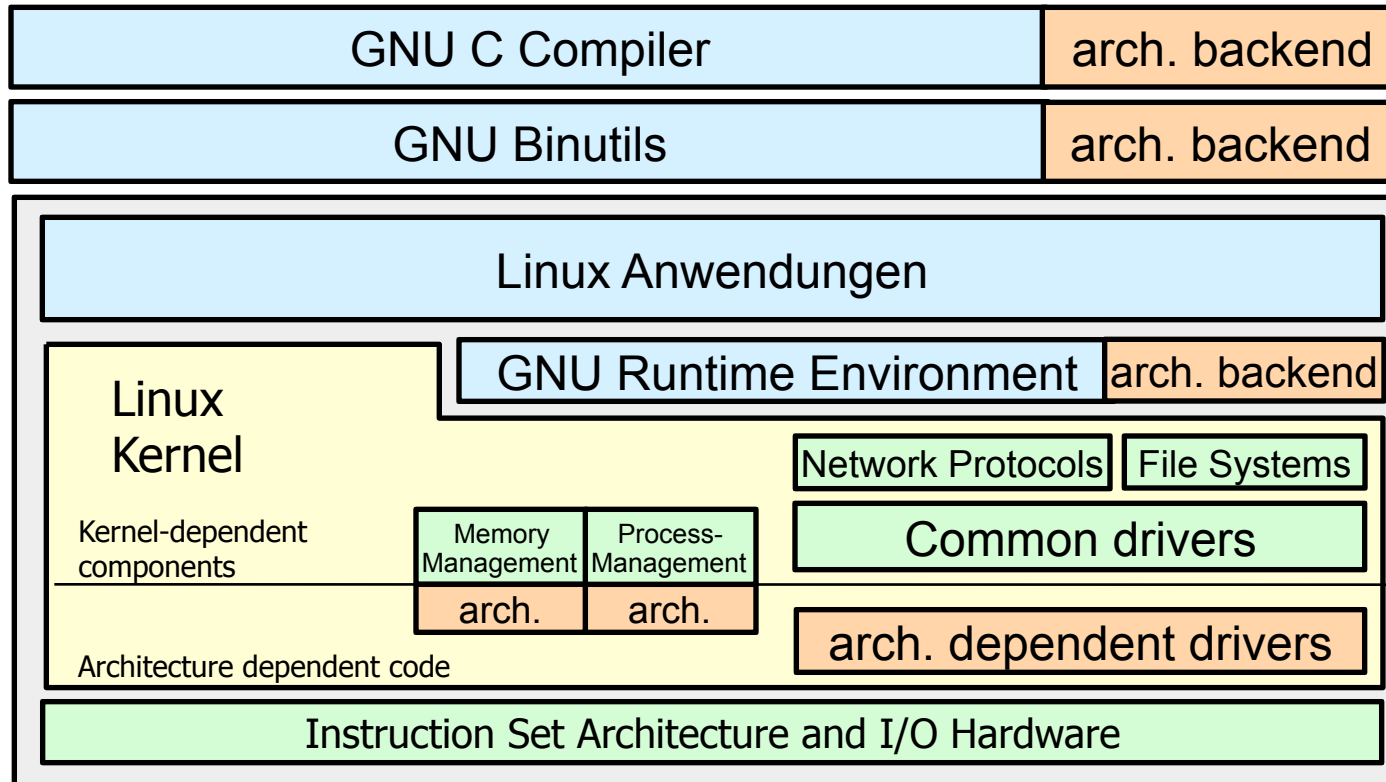 GNU C Compiler
arch. backend
GNU Binutils
arch. backend
Linux Anwendungen
GNU Runtime Environment
arch. backend
Linux
Kernel
Network Protocols
File Systems
Kernel-dependent
components
Memory
Management
Process-
Management
Common drivers
arch.
arch.
arch. dependent drivers
Architecture dependent code
Instruction Set Architecture and I/O Hardware